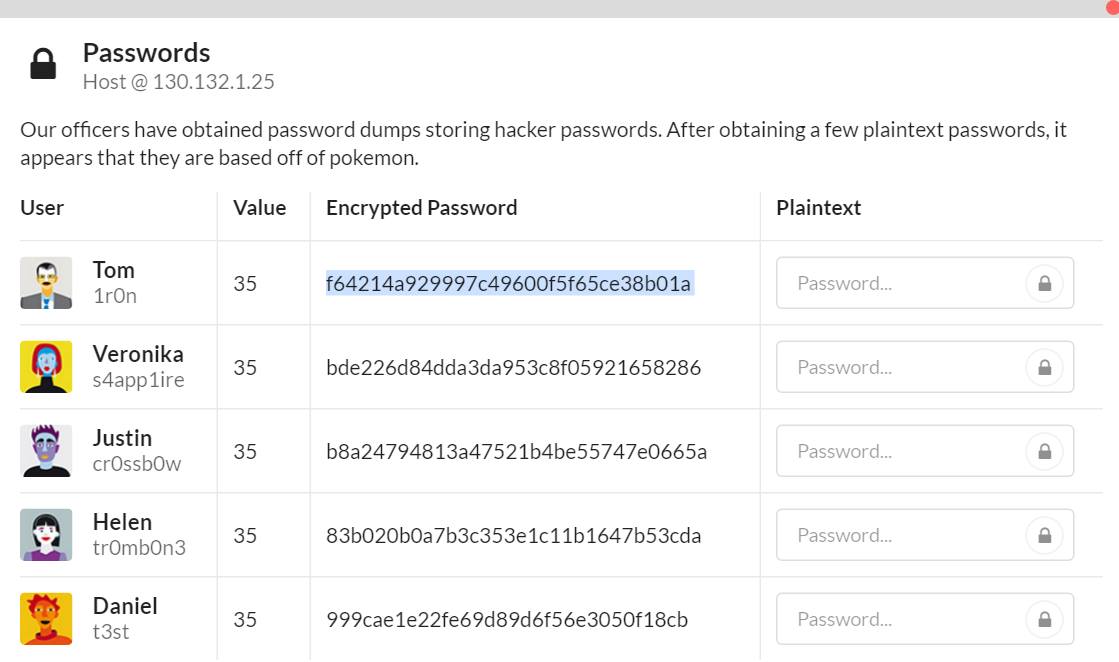 Passwords
Host @ 130.132.1.25
Our officers have obtained password dumps storing hacker passwords. After obtaining a few plaintext passwords, it
appears that they are based off of pokemon.
User Value Encrypted Password Plaintext
Tom
1r0n
35 f64214a929997c49600f5f65ce38b01a Password...
Veronika
s4app1ire
35 bde226d84dda3da953c8f05921658286 Password...
Justin
cr0ssb0w
35 b8a24794813a47521b4be55747e0665a Password...
Helen
tr0mb0n3
35 83b020b0a7b3c353e1c11b1647b53cda Password...
Daniel
t3st
35 999cae1e22fe69d89d6f56e3050f18cb Password...